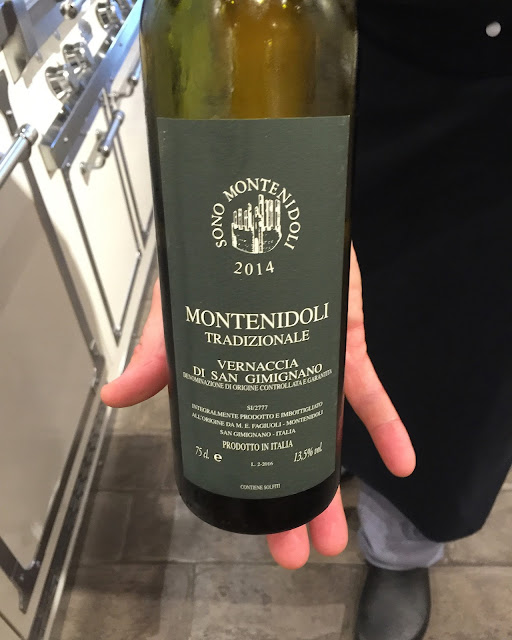 SONO MONTENIDOLI
2014
MONTENIDOLI
TRADIZIONALE
VERNACCIA
DI SAN GIMIGNANO
DENOMINAZIONE DI ORIGINE CONTROLLATA E GARANTITA
SI/2777
INTEGRALMENTE PRODOTTO E IMBOTTIGLIATO
ALL'ORIGINE DA M. E. FAGIUOLI - MONTENIDOLI
SAN GIMIGNANO - ITALIA
PRODOTTO IN ITALIA
75 cl. e 13.5% vol.
L. 2-2016
CONTIENE SOLFITI